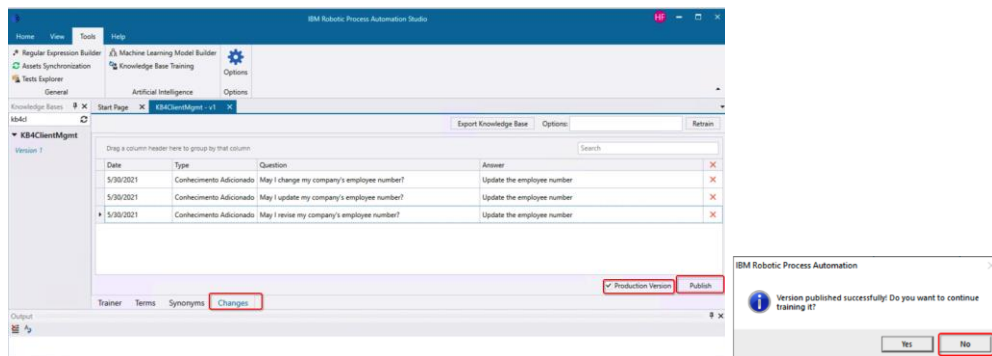 IBM Robotic Process Automation Studio
HF
Home View Tools Help
Regular Expression Builder Machine Learning Model Builder
Assets Synchronization Knowledge Base Training
Tests Explorer
Options
General Artificial Intelligence Options
Knowledge Bases Start Page KB4ClientMgmt - v1
kb4cl
Export Knowledge Base Options: Retrain
KB4ClientMgmt
Version 1
Drag a column header here to group by that column
Search
Date Type Question Answer
5/30/2021 Conhecimento Adicionado May I change my company's employee number? Update the employee number
5/30/2021 Conhecimento Adicionado May I update my company's employee number? Update the employee number
5/30/2021 Conhecimento Adicionado May I revise my company's employee number? Update the employee number
Production Version Publish
Trainer Terms Synonyms Changes
Output
IBM Robotic Process Automation
Version published successfully! Do you want to continue
training it?
Yes No